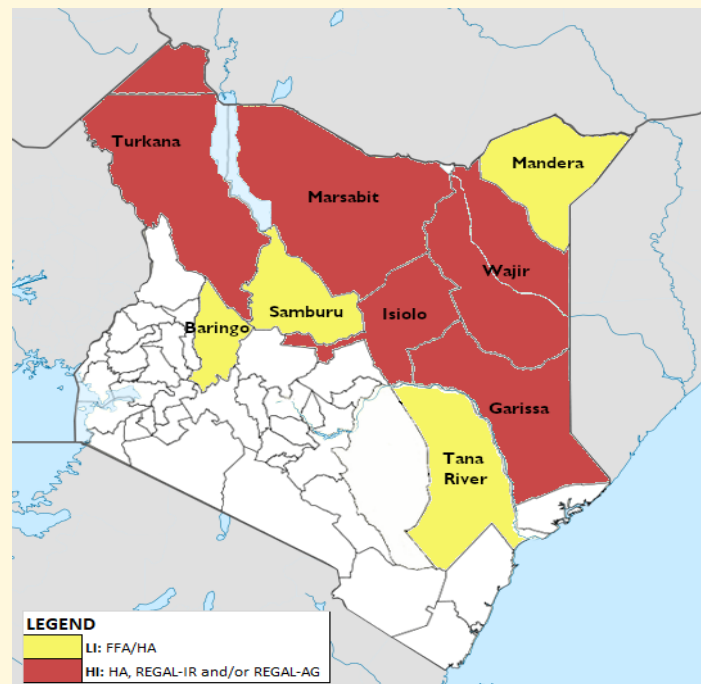 Turkana
Mandera
Marsabit
Wajir
Isiolo
Samburu
Baringo
Garissa
Tana
River
LEGEND
LI: FFA/HA
HI: HA, REGAL-IR and/or REGAL-AG